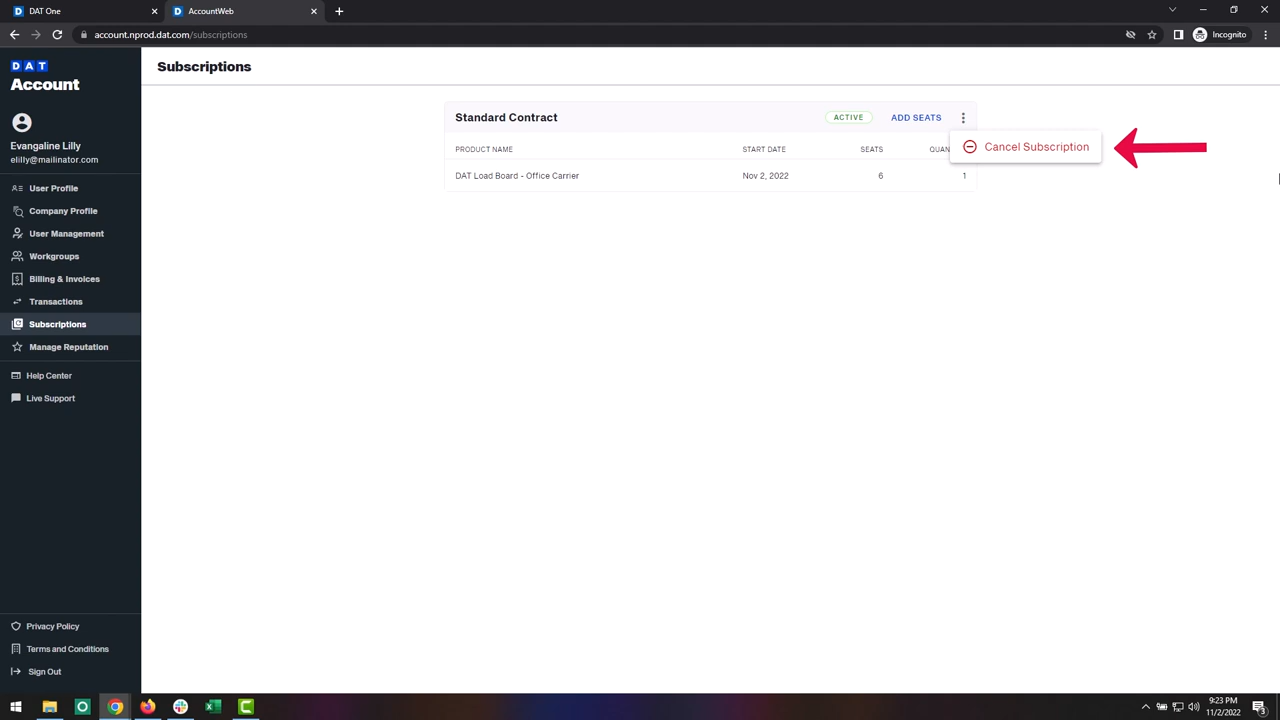 DAT One
AccountWeb
account.nprod.dat.com/subscriptions
Incognito
DAT
Account
Evangaline Lilly
elilly@mailinator.com
User Profile
Company Profile
User Management
Workgroups
Billing & Invoices
Transactions
Subscriptions
Manage Reputation
Help Center
Live Support
Privacy Policy
Terms and Conditions
Sign Out
Subscriptions
Standard Contract ACTIVE ADD SEATS
Cancel Subscription
PRODUCT NAME START DATE SEATS QUAN
DAT Load Board - Office Carrier Nov 2, 2022 6 1
9:23 PM
11/2/2022